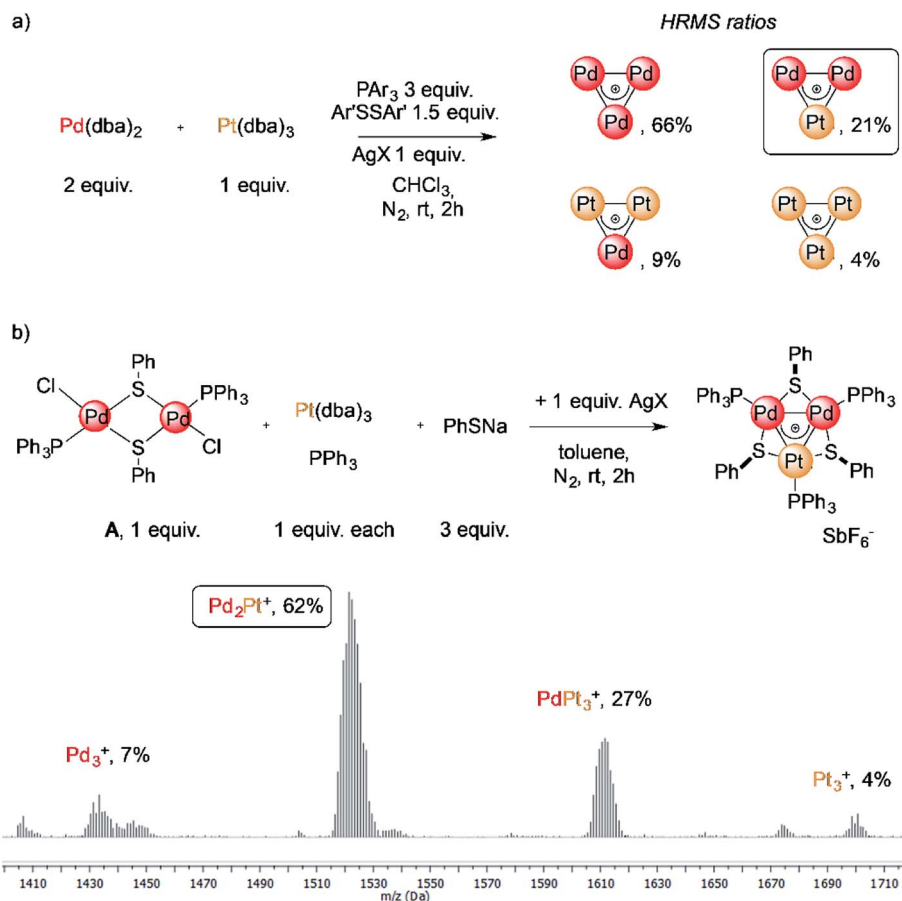 a)
HRMS ratios
Pd(dba)2 + Pt(dba)3
2 equiv. 1 equiv.
PAr3 3 equiv.
Ar'SSAr' 1.5 equiv.
AgX 1 equiv.
CHCl3,
N2, rt, 2h
Pd Pd
Pd , 66%
Pd Pd
Pt , 21%
⊕
⊕
Pt Pt
Pd , 9%
Pt Pt
Pt , 4%
⊕
⊕
b)
Cl
Ph
S
PPh3
Pd Pd
Ph3P
S
Cl
Ph
+
Pt(dba)3
PPh3
+ PhSNa
+ 1 equiv. AgX
toluene,
N2, rt, 2h
Ph
S
Ph3P PPh3
Pd Pd
⊕
S Pt S
Ph Ph
PPh3
SbF6-
A, 1 equiv. 1 equiv. each 3 equiv.
Pd2Pt+, 62%
PdPt3+, 27%
Pd3+, 7%
Pt3+, 4%
1410 1430 1450 1470 1490 1510 1530 1550 1570 1590 1610 1630 1650 1670 1690 1710
m/z (Da)